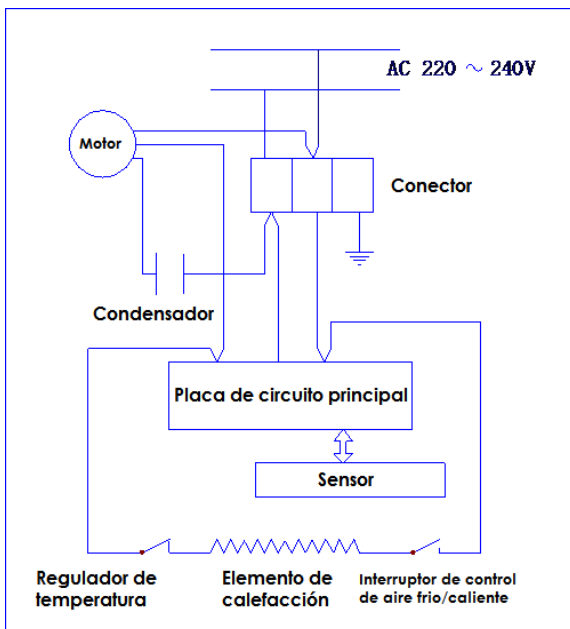 AC 220 ~ 240V
Motor
Conector
Condensador
Placa de circuito principal
Sensor
Regulador de
temperatura
Elemento de
calefacción
Interruptor de control
de aire frio/caliente